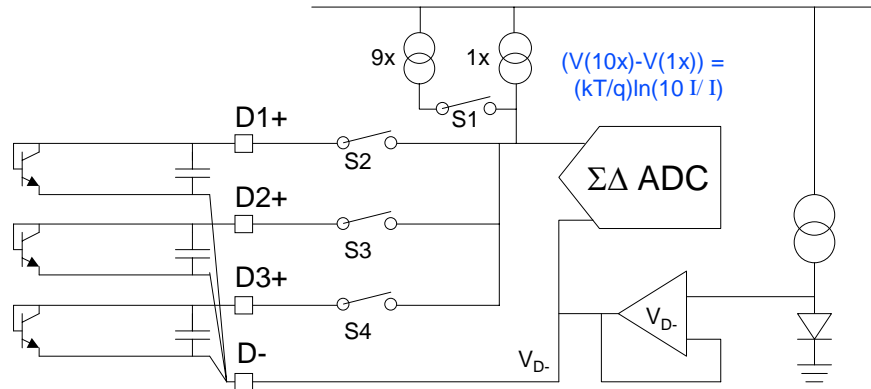 9x
1x
(V(10x)-V(1x)) =
(kT/q)ln(10 I/ I)
S1
D1+
S2
ΣΔ ADC
D2+
S3
D3+
S4
VD-
D-
VD-